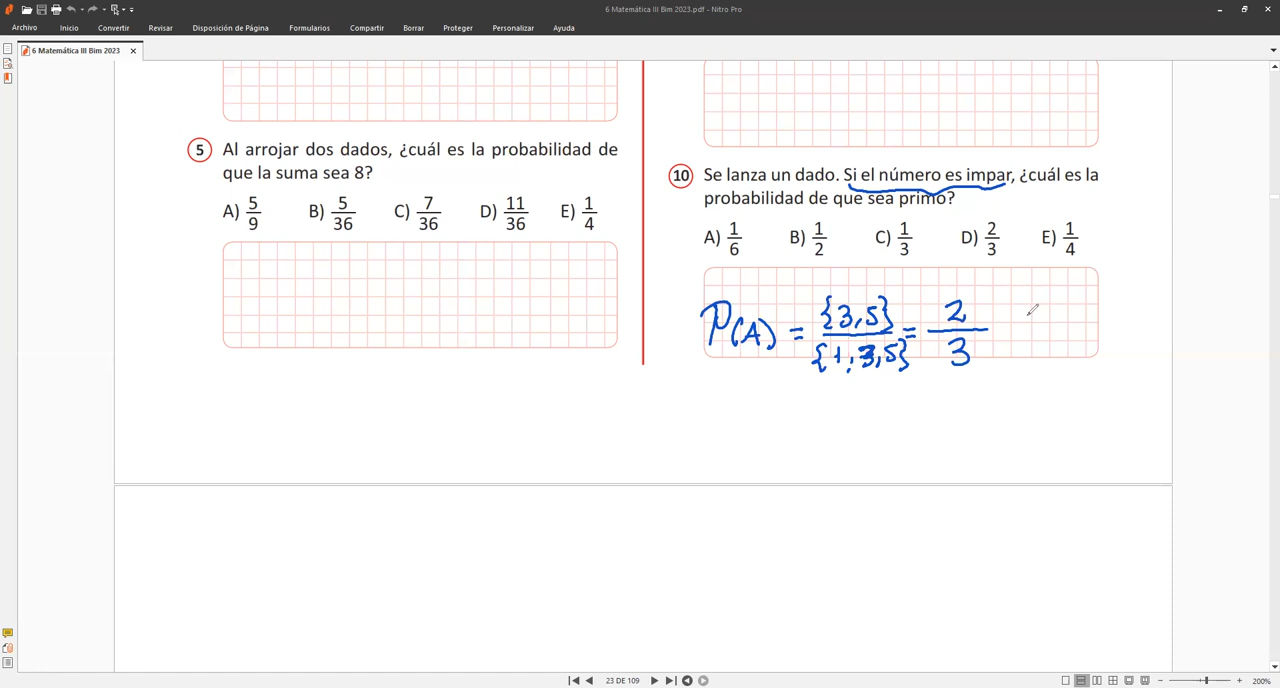 6 Matemática III Bim 2023.pdf - Nitro Pro
Archivo Inicio Convertir Revisar Disposición de Página Formularios Compartir Borrar Proteger Personalizar Ayuda
6 Matemática III Bim 2023
5 Al arrojar dos dados, ¿cuál es la probabilidad de
que la suma sea 8?
A) 5/9 B) 5/36 C) 7/36 D) 11/36 E) 1/4
10 Se lanza un dado. Si el número es impar, ¿cuál es la
probabilidad de que sea primo?
A) 1/6 B) 1/2 C) 1/3 D) 2/3 E) 1/4
P(A) = {3,5}/{1,3,5} = 2/3
23 DE 109
200%